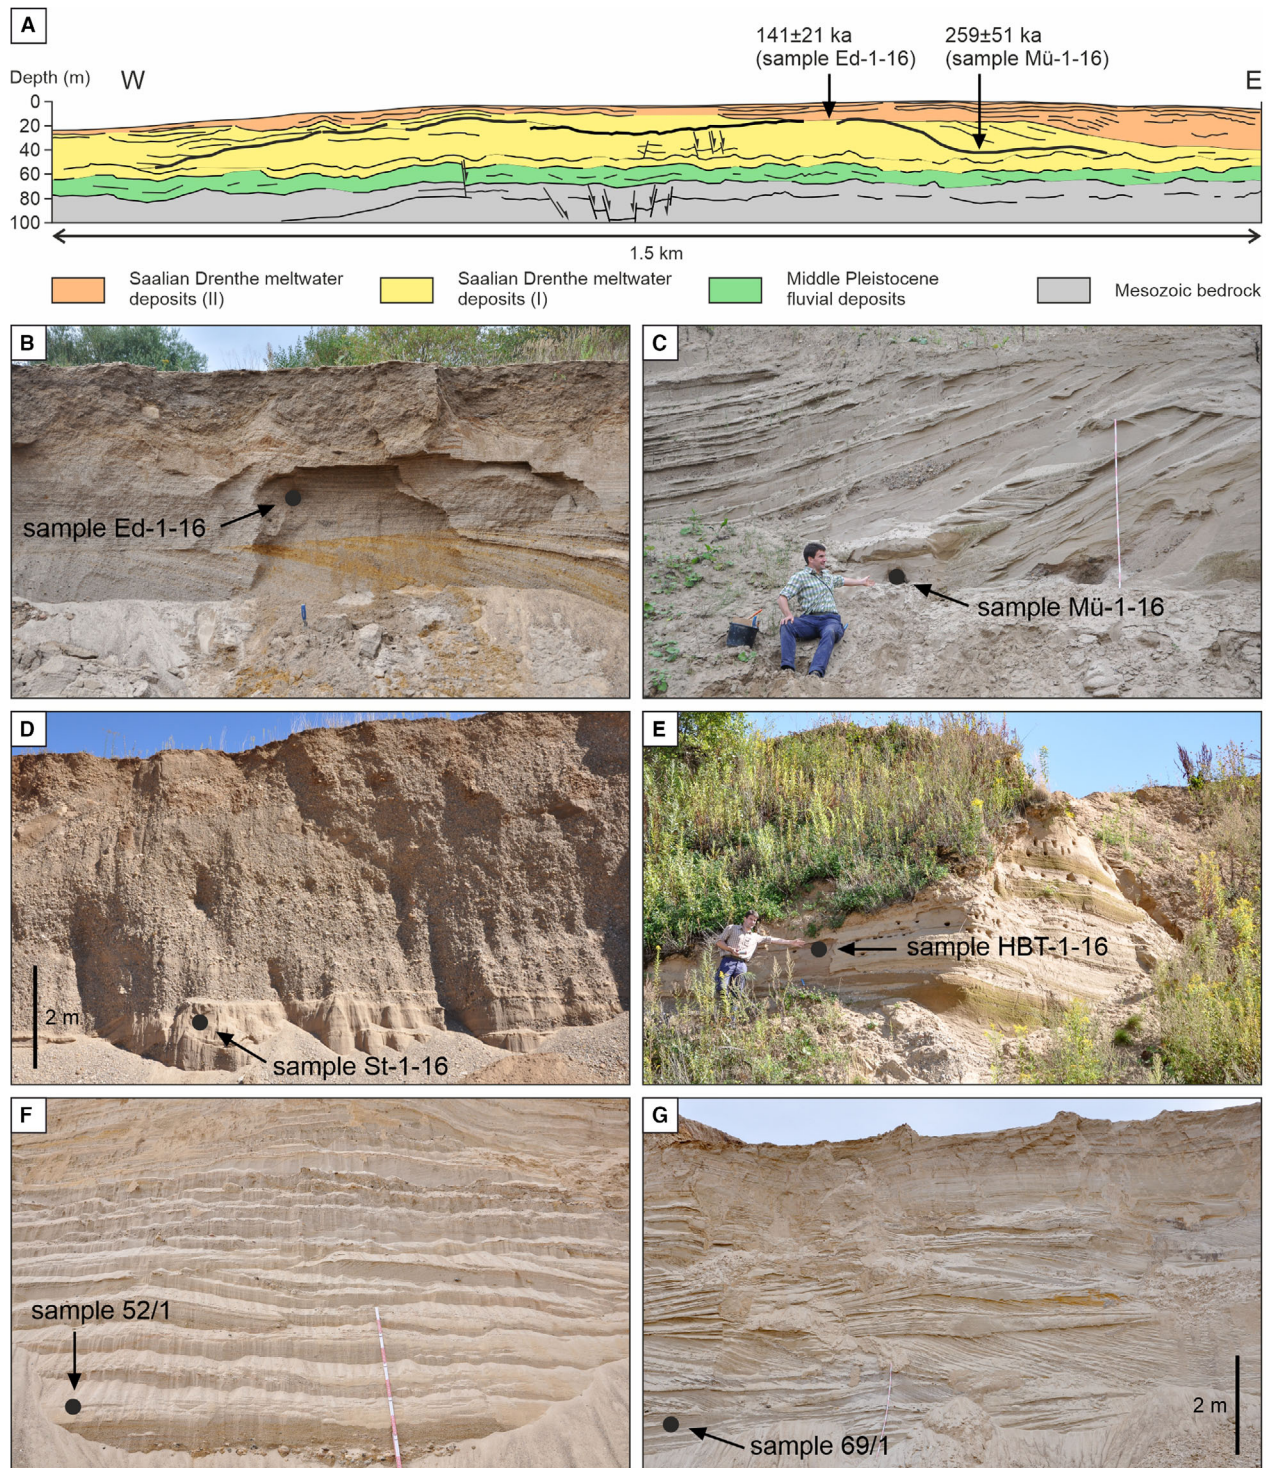 A
141±21 ka
(sample Ed-1-16)
259±51 ka
(sample Mü-1-16)
Depth (m)
W
E
0
20
40
60
80
100
1.5 km
Saalian Drenthe meltwater
deposits (II)
Saalian Drenthe meltwater
deposits (I)
Middle Pleistocene
fluvial deposits
Mesozoic bedrock
B
sample Ed-1-16
C
sample Mü-1-16
D
2 m
sample St-1-16
E
sample HBT-1-16
F
sample 52/1
G
2 m
sample 69/1